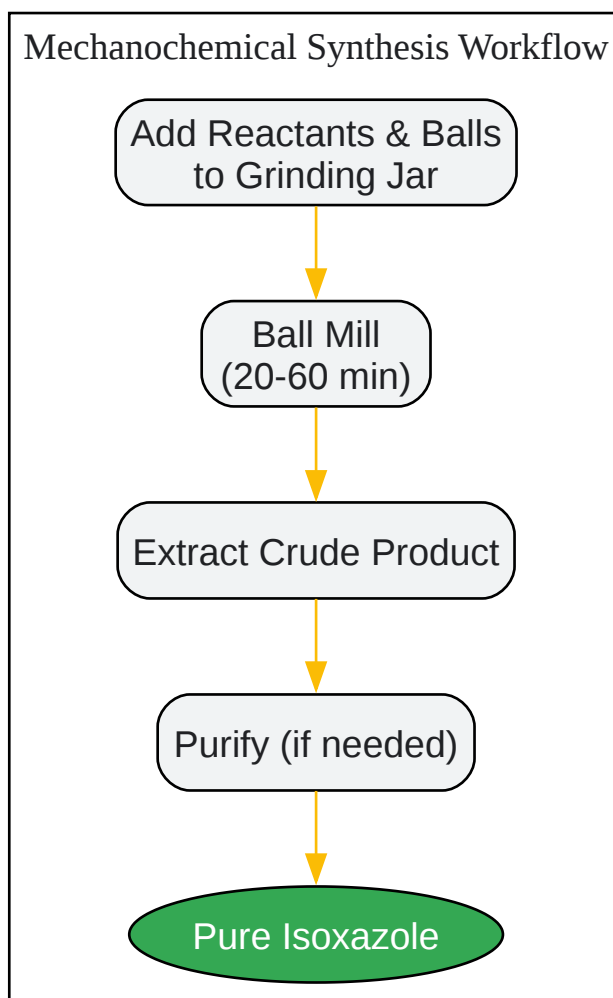 Mechanochemical Synthesis Workflow
Add Reactants & Balls
to Grinding Jar
Ball Mill
(20-60 min)
Extract Crude Product
Purify (if needed)
Pure Isoxazole